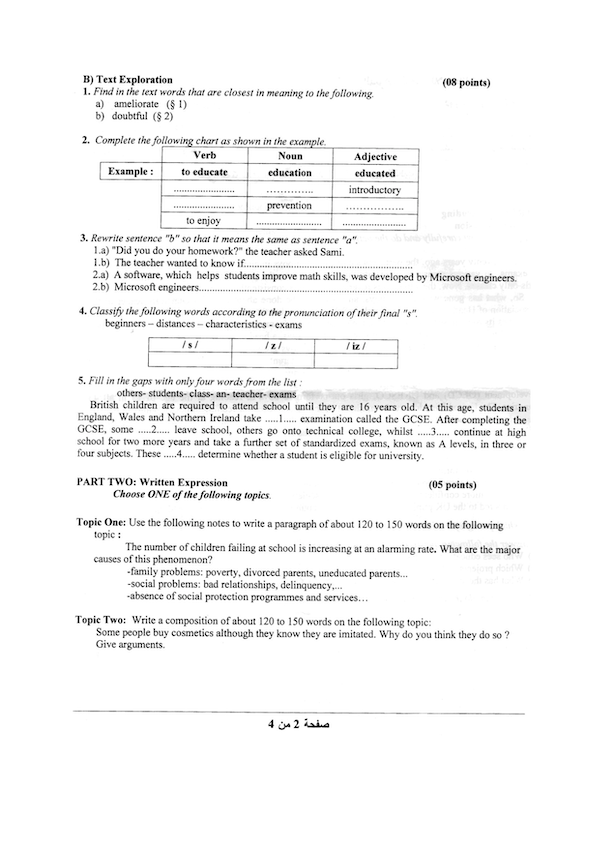 B) Text Exploration (08 points)
1. Find in the text words that are closest in meaning to the following.
a) ameliorate (§ 1)
b) doubtful (§ 2)
2. Complete the following chart as shown in the example.
Verb Noun Adjective
Example : to educate education educated
....................... .............. introductory
....................... prevention .................
to enjoy ......................... ........................
3. Rewrite sentence "b" so that it means the same as sentence "a".
1.a) "Did you do your homework?" the teacher asked Sami.
1.b) The teacher wanted to know if.............................................................
2.a) A software, which helps students improve math skills, was developed by Microsoft engineers.
2.b) Microsoft engineers.............................................................................
4. Classify the following words according to the pronunciation of their final "s".
beginners – distances – characteristics - exams
/ s / / z / / iz /
5. Fill in the gaps with only four words from the list :
others- students- class- an- teacher- exams
British children are required to attend school until they are 16 years old. At this age, students in
England, Wales and Northern Ireland take .....1..... examination called the GCSE. After completing the
GCSE, some .....2..... leave school, others go onto technical college, whilst .....3..... continue at high
school for two more years and take a further set of standardized exams, known as A levels, in three or
four subjects. These .....4..... determine whether a student is eligible for university.
PART TWO: Written Expression (05 points)
Choose ONE of the following topics.
Topic One: Use the following notes to write a paragraph of about 120 to 150 words on the following
topic :
The number of children failing at school is increasing at an alarming rate. What are the major
causes of this phenomenon?
-family problems: poverty, divorced parents, uneducated parents...
-social problems: bad relationships, delinquency,...
-absence of social protection programmes and services…
Topic Two: Write a composition of about 120 to 150 words on the following topic:
Some people buy cosmetics although they know they are imitated. Why do you think they do so ?
Give arguments.
صفحة 2 من 4